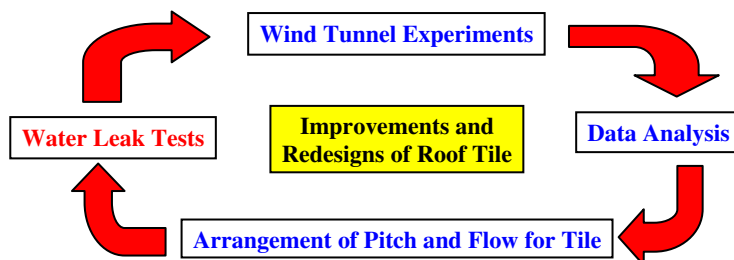 Wind Tunnel Experiments
Water Leak Tests
Improvements and
Redesigns of Roof Tile
Data Analysis
Arrangement of Pitch and Flow for Tile